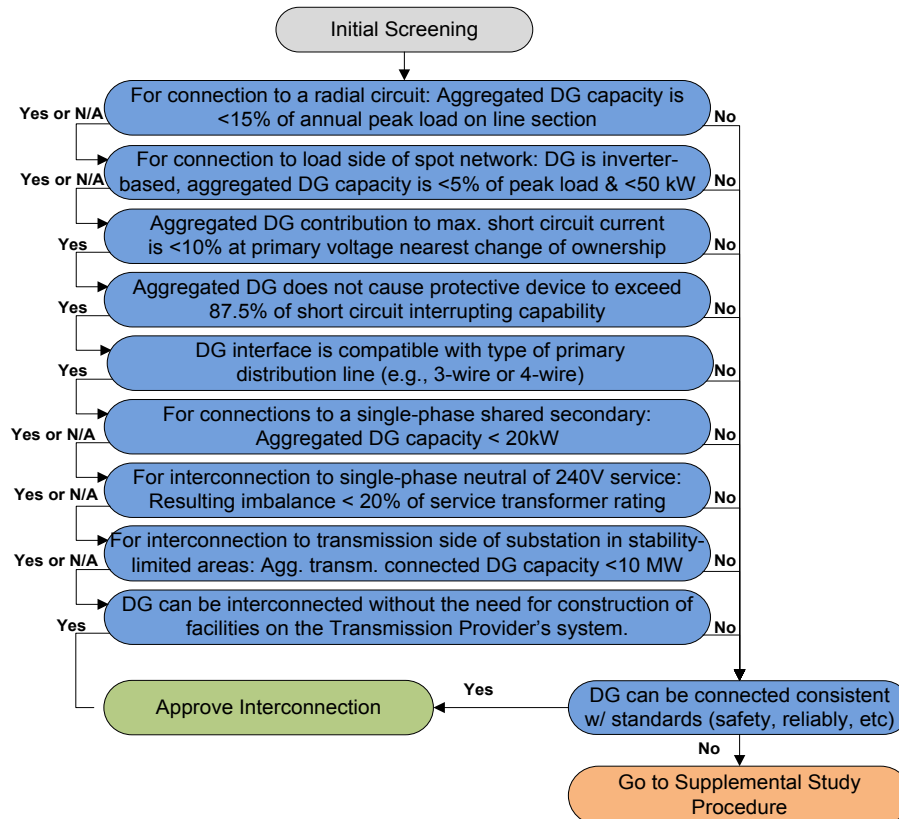 Initial Screening
For connection to a radial circuit: Aggregated DG capacity is
<15% of annual peak load on line section
Yes or N/A
No
For connection to load side of spot network: DG is inverter-
based, aggregated DG capacity is <5% of peak load & <50 kW
Yes or N/A
No
Aggregated DG contribution to max. short circuit current
is <10% at primary voltage nearest change of ownership
Yes
No
Aggregated DG does not cause protective device to exceed
87.5% of short circuit interrupting capability
Yes
No
DG interface is compatible with type of primary
distribution line (e.g., 3-wire or 4-wire)
Yes
No
For connections to a single-phase shared secondary:
Aggregated DG capacity < 20kW
Yes or N/A
No
For interconnection to single-phase neutral of 240V service:
Resulting imbalance < 20% of service transformer rating
Yes or N/A
No
For interconnection to transmission side of substation in stability-
limited areas: Agg. transm. connected DG capacity <10 MW
Yes or N/A
No
DG can be interconnected without the need for construction of
facilities on the Transmission Provider's system.
Yes
No
Approve Interconnection
Yes
DG can be connected consistent
w/ standards (safety, reliably, etc)
No
Go to Supplemental Study
Procedure